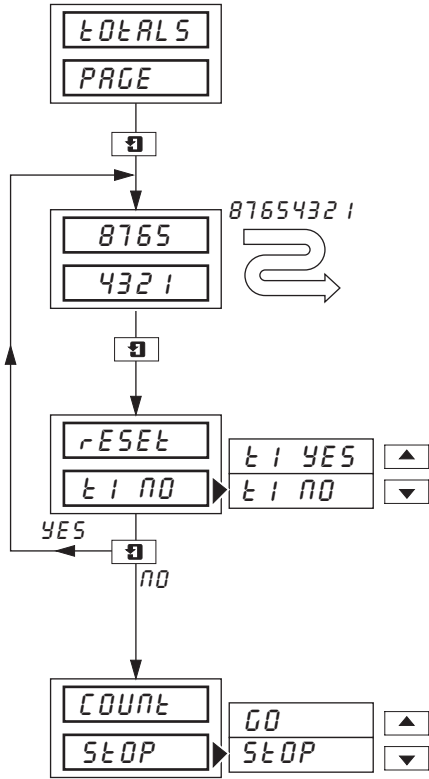 tOtALS
PAGE
8765
4321
87654321
rESEt
t1 NO
t1 YES
t1 NO
YES
NO
COUNt
StOP
GO
StOP